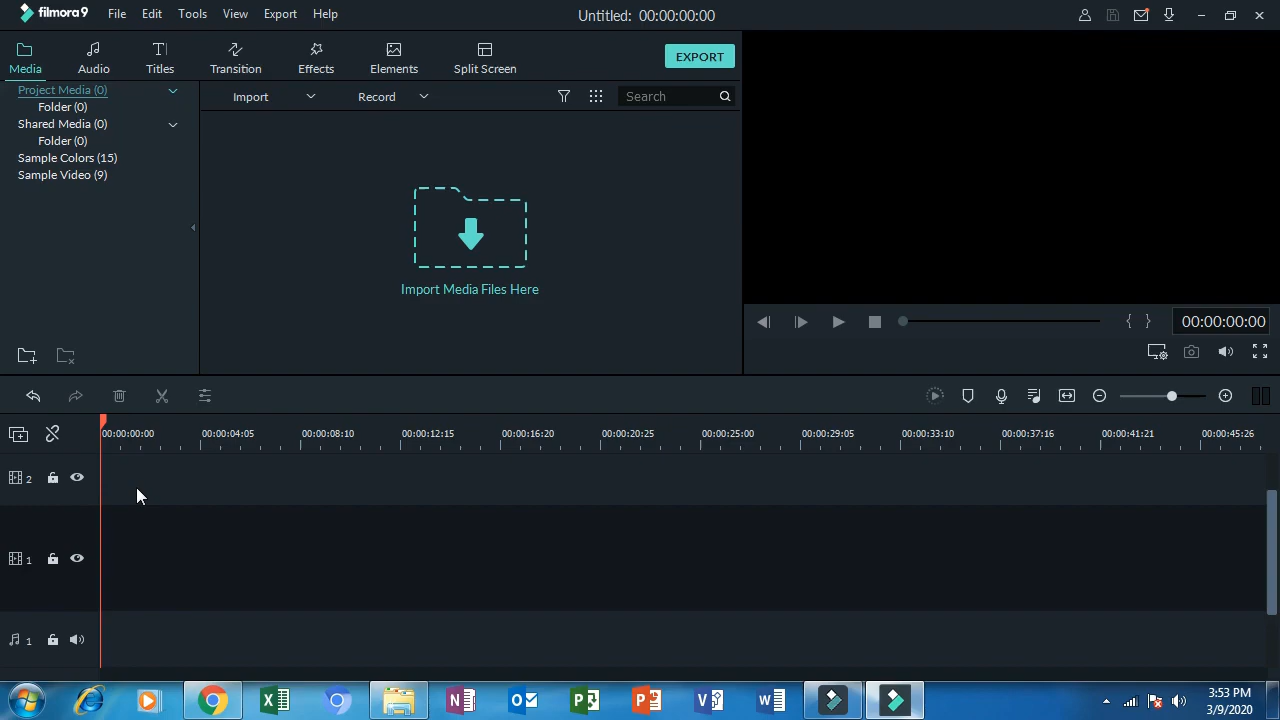 filmora9 File Edit Tools View Export Help Untitled: 00:00:00:00
Media Audio Titles Transition Effects Elements Split Screen EXPORT
Project Media (0)
Folder (0)
Shared Media (0)
Folder (0)
Sample Colors (15)
Sample Video (9)
Import Record Search
Import Media Files Here
{ } 00:00:00:00
00:00:00:00 00:00:04:05 00:00:08:10 00:00:12:15 00:00:16:20 00:00:20:25 00:00:25:00 00:00:29:05 00:00:33:10 00:00:37:16 00:00:41:21 00:00:45:26
2
1
1
3:53 PM
3/9/2020